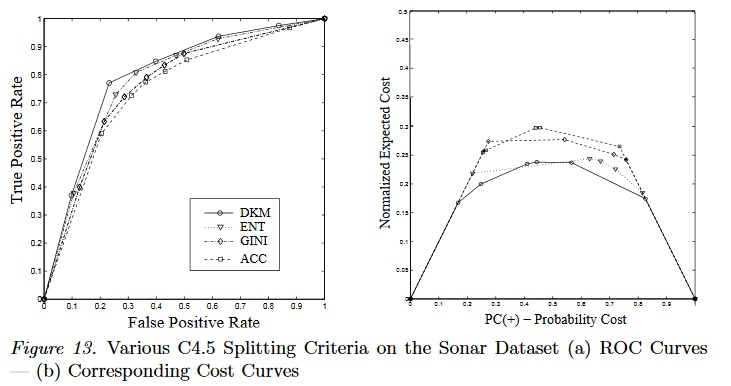 True Positive Rate
1
0.9
0.8
0.7
0.6
0.5
0.4
0.3
0.2
0.1
0
0 0.1 0.2 0.3 0.4 0.5 0.6 0.7 0.8 0.9 1
False Positive Rate
DKM
ENT
GINI
ACC
Normalized Expected Cost
0.5
0.45
0.4
0.35
0.3
0.25
0.2
0.15
0.1
0.05
0
0 0.1 0.2 0.3 0.4 0.5 0.6 0.7 0.8 0.9 1
PC(+) – Probability Cost
Figure 13. Various C4.5 Splitting Criteria on the Sonar Dataset (a) ROC Curves
— (b) Corresponding Cost Curves